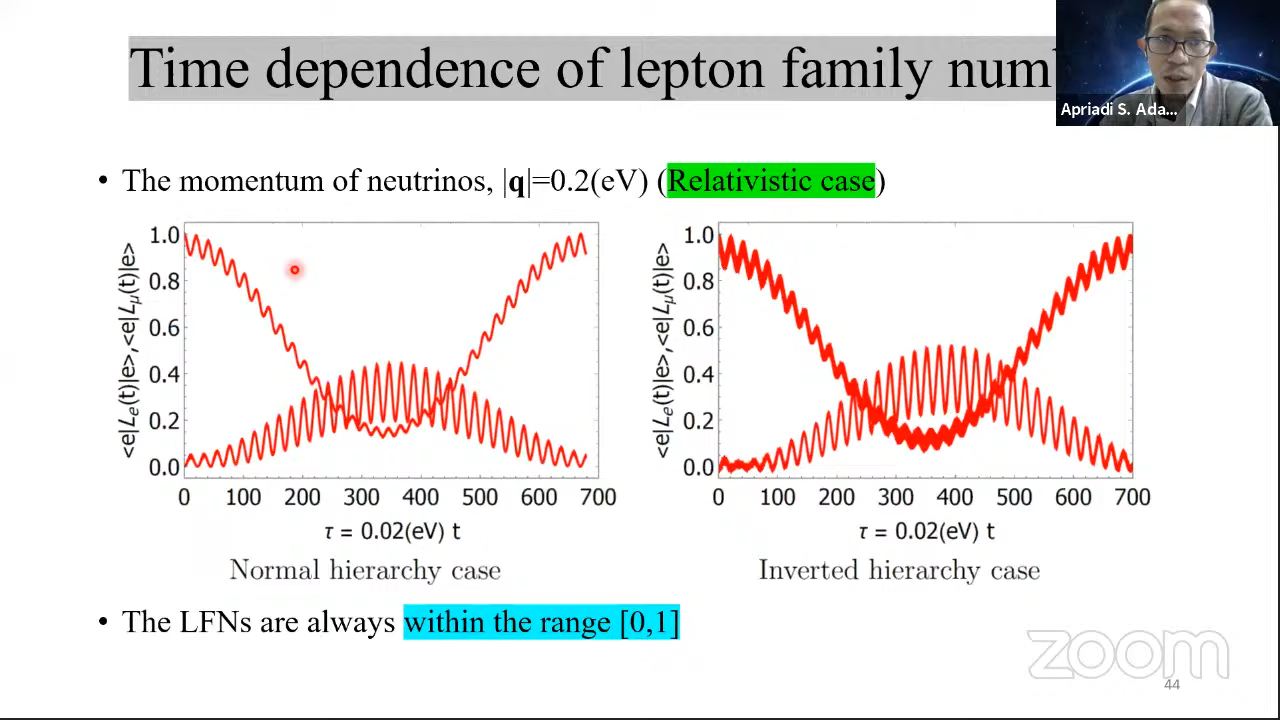 Time dependence of lepton family num
Apriadi S. Ada...
• The momentum of neutrinos, |q|=0.2(eV) (Relativistic case)
<e|Lₑ(t)|e>,<e|L_μ(t)|e>
1.0
0.8
0.6
0.4
0.2
0.0
0 100 200 300 400 500 600 700
τ = 0.02(eV) t
Normal hierarchy case
<e|Lₑ(t)|e>,<e|L_μ(t)|e>
1.0
0.8
0.6
0.4
0.2
0.0
0 100 200 300 400 500 600 700
τ = 0.02(eV) t
Inverted hierarchy case
• The LFNs are always within the range [0,1]
zoom
44